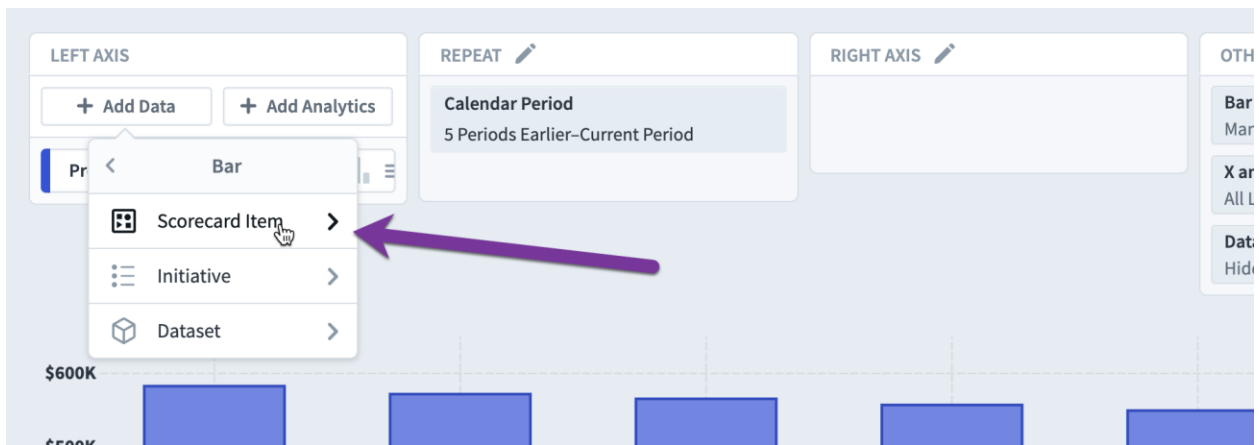 LEFT AXIS
Add Data
Add Analytics
Bar
Scorecard Item
Initiative
Dataset
REPEAT
Calendar Period
5 Periods Earlier–Current Period
RIGHT AXIS
Bar
All
$600K